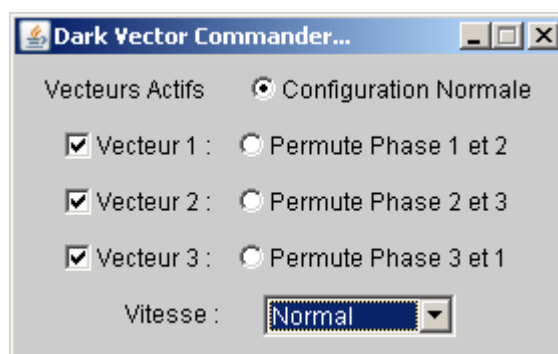 Dark Vector Commander...
Vecteurs Actifs Configuration Normale
Vecteur 1 : Permute Phase 1 et 2
Vecteur 2 : Permute Phase 2 et 3
Vecteur 3 : Permute Phase 3 et 1
Vitesse : Normal